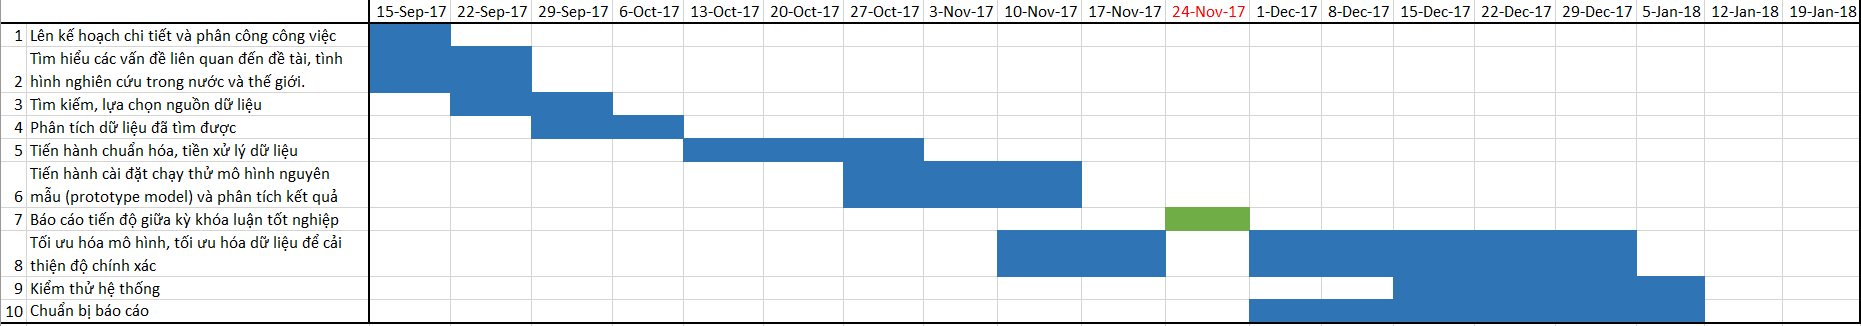 15-Sep-17 22-Sep-17 29-Sep-17 6-Oct-17 13-Oct-17 20-Oct-17 27-Oct-17 3-Nov-17 10-Nov-17 17-Nov-17 24-Nov-17 1-Dec-17 8-Dec-17 15-Dec-17 22-Dec-17 29-Dec-17 5-Jan-18 12-Jan-18 19-Jan-18
1 Lên kế hoạch chi tiết và phân công công việc
Tìm hiểu các vấn đề liên quan đến đề tài, tình
2 hình nghiên cứu trong nước và thế giới.
3 Tìm kiếm, lựa chọn nguồn dữ liệu
4 Phân tích dữ liệu đã tìm được
5 Tiến hành chuẩn hóa, tiền xử lý dữ liệu
Tiến hành cài đặt chạy thử mô hình nguyên
6 mẫu (prototype model) và phân tích kết quả
7 Báo cáo tiến độ giữa kỳ khóa luận tốt nghiệp
Tối ưu hóa mô hình, tối ưu hóa dữ liệu để cải
8 thiện độ chính xác
9 Kiểm thử hệ thống
10 Chuẩn bị báo cáo